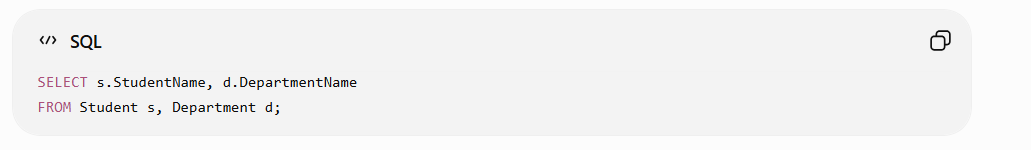 SQL
SELECT s.StudentName, d.DepartmentName
FROM Student s, Department d;